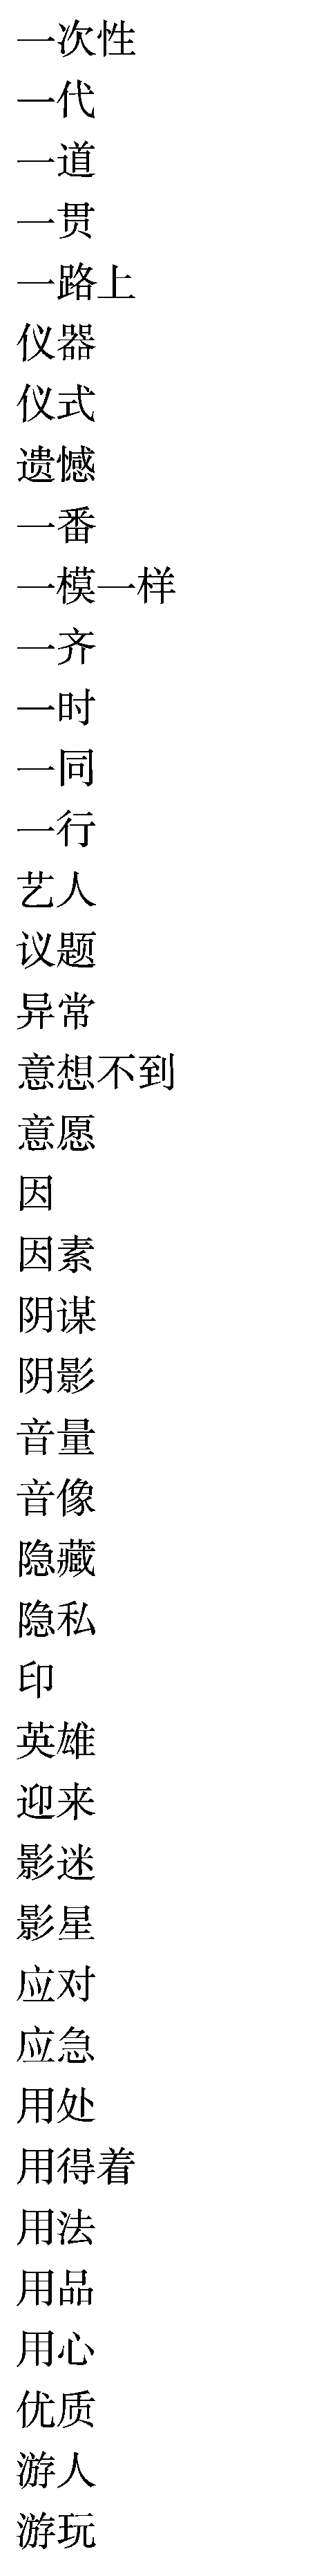 一次性
一代
一道
一贯
一路上
仪器
仪式
遗憾
一番
一模一样
一齐
一时
一同
一行
艺人
议题
异常
意想不到
意愿
因
因素
阴谋
阴影
音量
音像
隐藏
隐私
印
英雄
迎来
影迷
影星
应对
应急
用处
用得着
用法
用品
用心
优质
游人
游玩